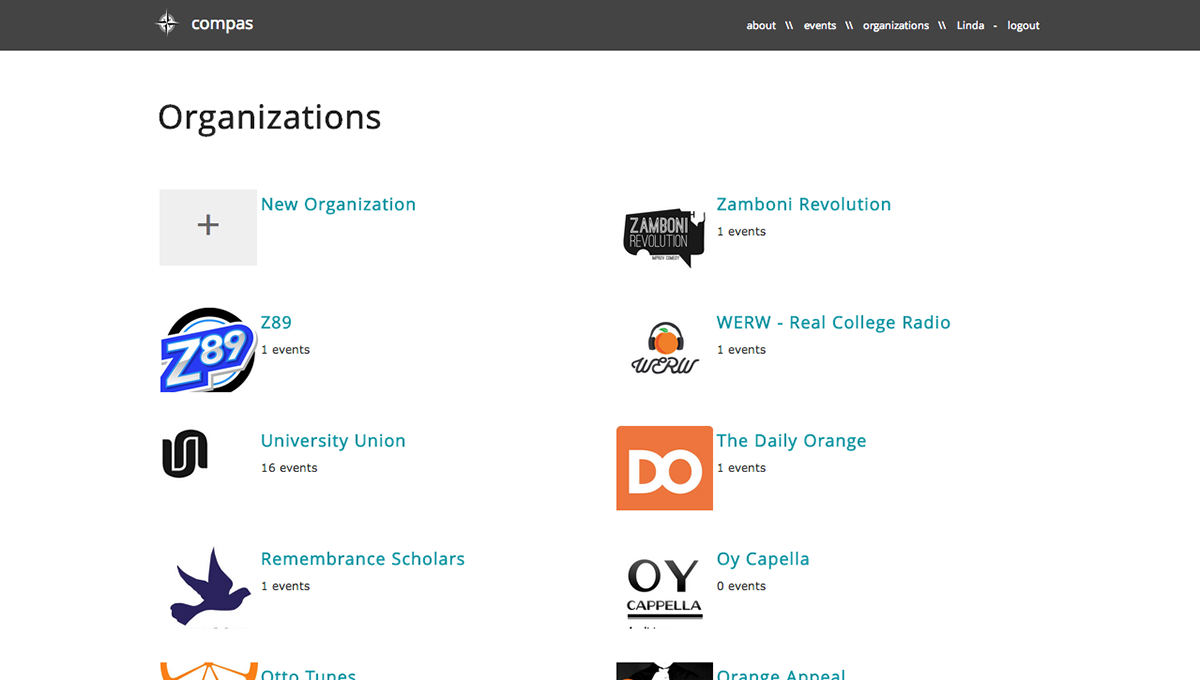 compas
about \\ events \\ organizations \\ Linda - logout
Organizations
+ New Organization
ZAMBONI
REVOLUTION
IMPROV COMEDY
Zamboni Revolution
1 events
Z89
Z89
1 events
WERW
WERW - Real College Radio
1 events
University Union
16 events
DO
The Daily Orange
1 events
Remembrance Scholars
1 events
OY
CAPPELLA
Oy Capella
0 events
Otto Tunes
Orange Appeal